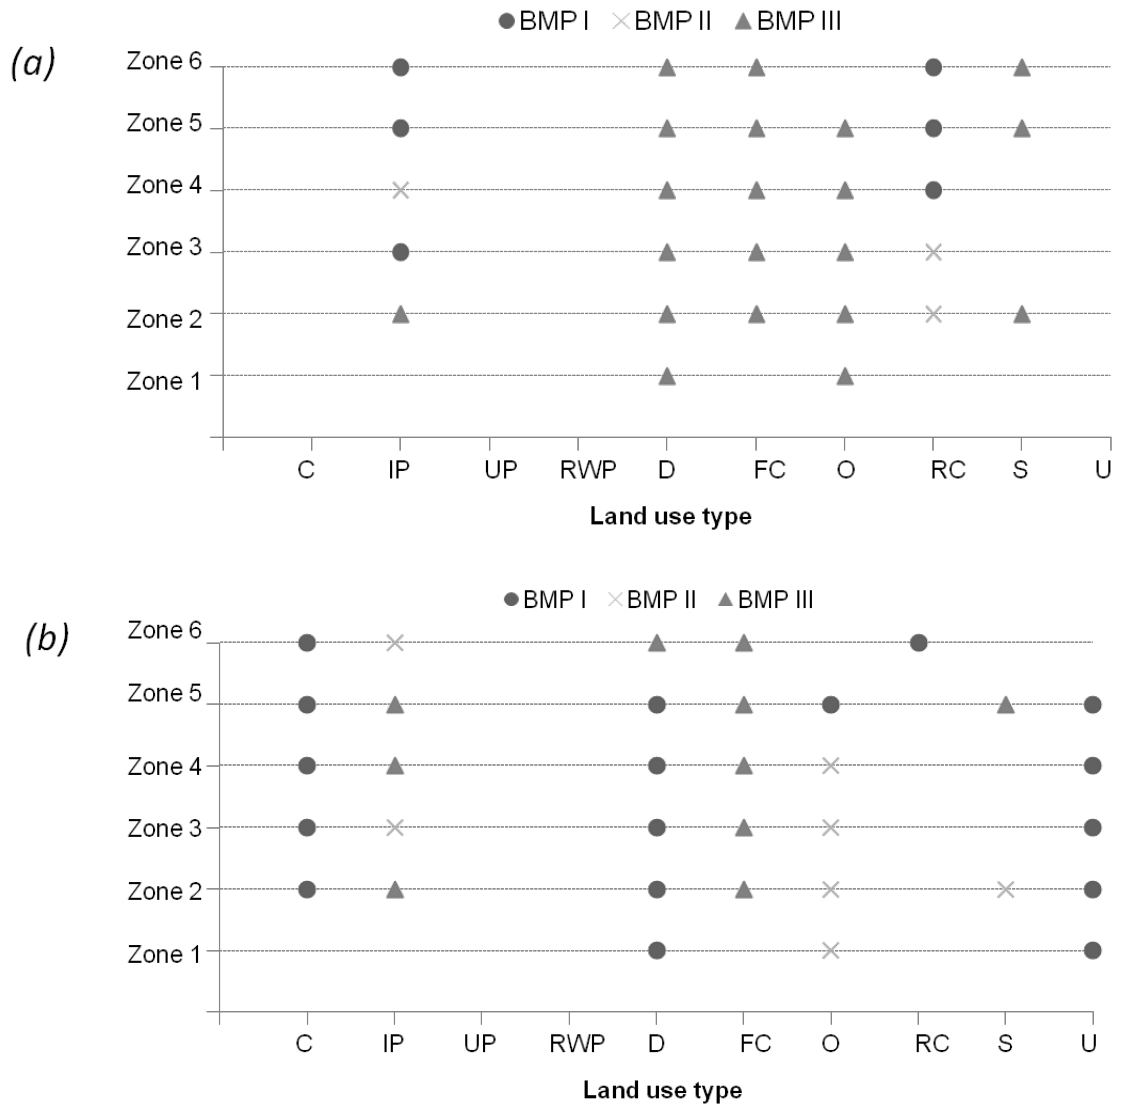 BMP I BMP II BMP III
(a)
Zone 6
Zone 5
Zone 4
Zone 3
Zone 2
Zone 1
C IP UP RWP D FC O RC S U
Land use type
BMP I BMP II BMP III
(b)
Zone 6
Zone 5
Zone 4
Zone 3
Zone 2
Zone 1
C IP UP RWP D FC O RC S U
Land use type